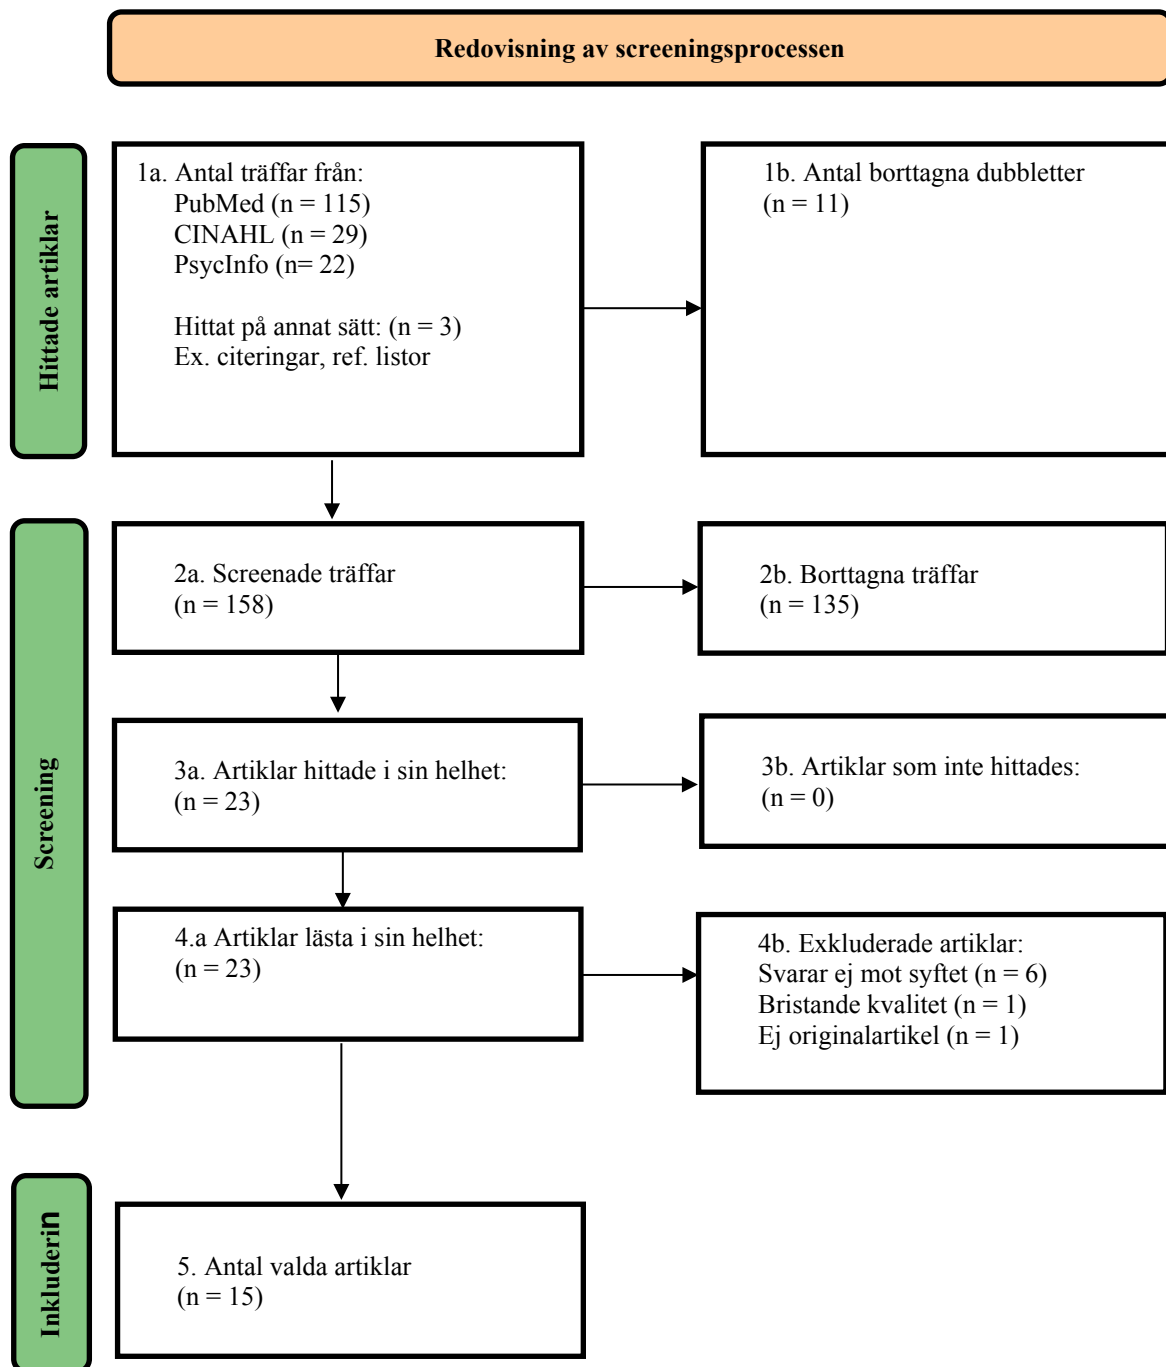 Redovisning av screeningsprocessen
Hittade artiklar
1a. Antal träffar från:
PubMed (n = 115)
CINAHL (n = 29)
PsycInfo (n= 22)
Hittat på annat sätt: (n = 3)
Ex. citeringar, ref. listor
1b. Antal borttagna dubbletter
(n = 11)
Screening
2a. Screenade träffar
(n = 158)
2b. Borttagna träffar
(n = 135)
3a. Artiklar hittade i sin helhet:
(n = 23)
3b. Artiklar som inte hittades:
(n = 0)
4.a Artiklar lästa i sin helhet:
(n = 23)
4b. Exkluderade artiklar:
Svarar ej mot syftet (n = 6)
Bristande kvalitet (n = 1)
Ej originalartikel (n = 1)
Inkluderin
5. Antal valda artiklar
(n = 15)